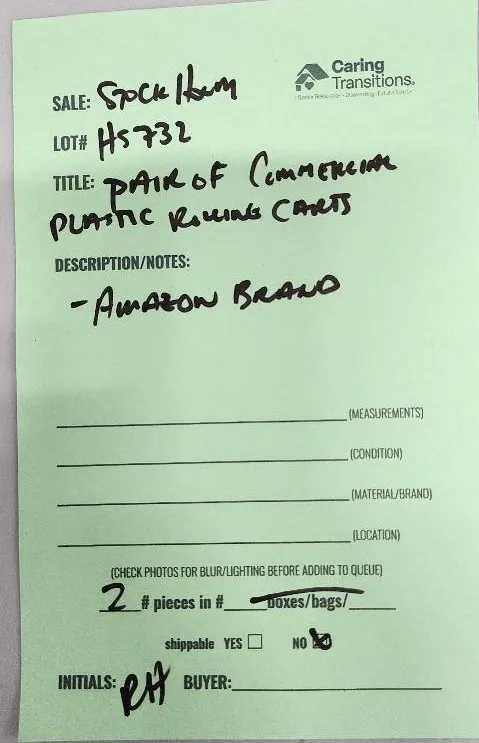 Caring
Transitions®
SALE: STOCK ITEM
LOT# HS732
TITLE: PAIR OF COMMERCIAL
PLASTIC ROLLING CARTS
DESCRIPTION/NOTES:
- AMAZON BRAND
(MEASUREMENTS)
(CONDITION)
(MATERIAL/BRAND)
(LOCATION)
(CHECK PHOTOS FOR BLUR/LIGHTING BEFORE ADDING TO QUEUE)
2 # pieces in #____boxes/bags/____
shippable YES ☐ NO ☒
INITIALS: RH BUYER: